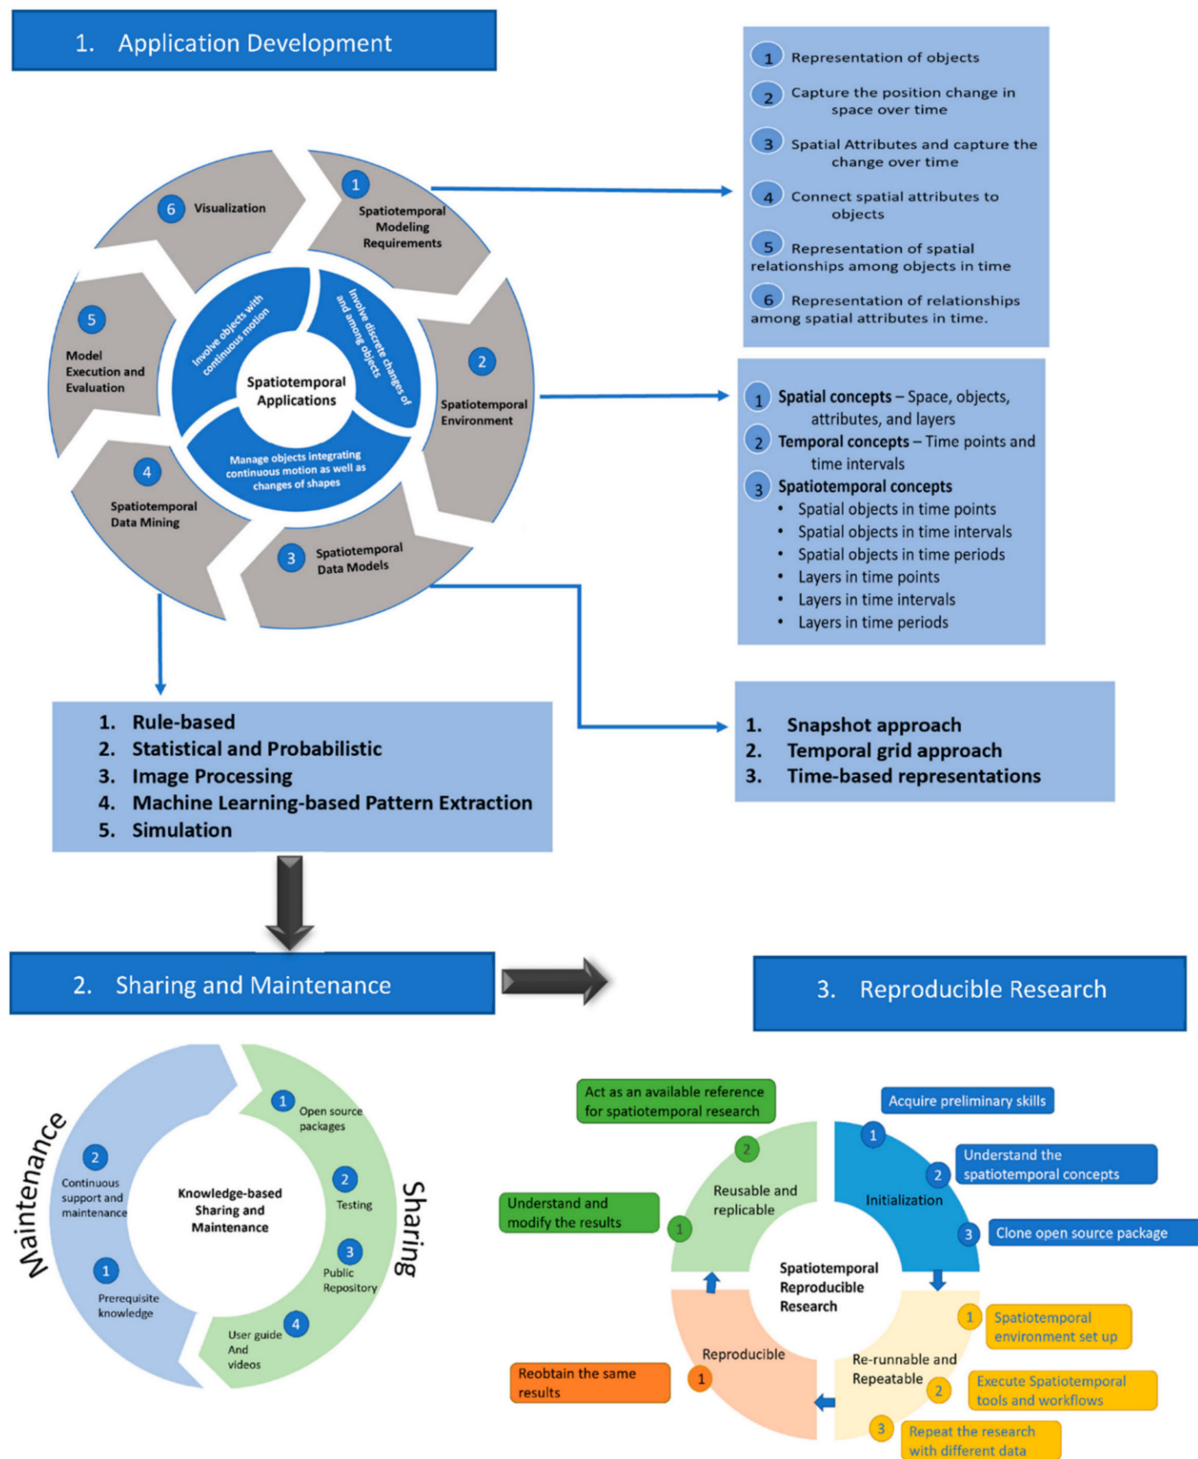 1. Application Development
1 Representation of objects
2 Capture the position change in
space over time
3 Spatial Attributes and capture the
change over time
4 Connect spatial attributes to
objects
5 Representation of spatial
relationships among objects in time
6 Representation of relationships
among spatial attributes in time.
1
Spatiotemporal
Modeling
Requirements
2
Spatiotemporal
Environment
3
Spatiotemporal
Data Models
4
Spatiotemporal
Data Mining
5
Model
Execution and
Evaluation
6 Visualization
Involve objects with
continuous motion
Involve discrete changes of
and among objects
Manage objects integrating
continuous motion as well as
changes of shapes
Spatiotemporal
Applications
1 Spatial concepts – Space, objects,
attributes, and layers
2 Temporal concepts – Time points and
time intervals
3 Spatiotemporal concepts
• Spatial objects in time points
• Spatial objects in time intervals
• Spatial objects in time periods
• Layers in time points
• Layers in time intervals
• Layers in time periods
1. Rule-based
2. Statistical and Probabilistic
3. Image Processing
4. Machine Learning-based Pattern Extraction
5. Simulation
1. Snapshot approach
2. Temporal grid approach
3. Time-based representations
2. Sharing and Maintenance
3. Reproducible Research
Maintenance
Sharing
1
Open source
packages
2
Testing
3
Public
Repository
4
User guide
And
videos
1
Prerequisite
knowledge
2
Continuous
support and
maintenance
Knowledge-based
Sharing and
Maintenance
Act as an available reference
for spatiotemporal research
2
Understand and
modify the results
1
Reusable and
replicable
Acquire preliminary skills
1
Understand the
spatiotemporal concepts
2
Clone open source package
3
Initialization
Spatiotemporal
Reproducible
Research
1
Spatiotemporal
environment set up
2
Execute Spatiotemporal
tools and workflows
3
Repeat the research
with different data
Re-runnable and
Repeatable
Reproducible
1
Reobtain the same
results